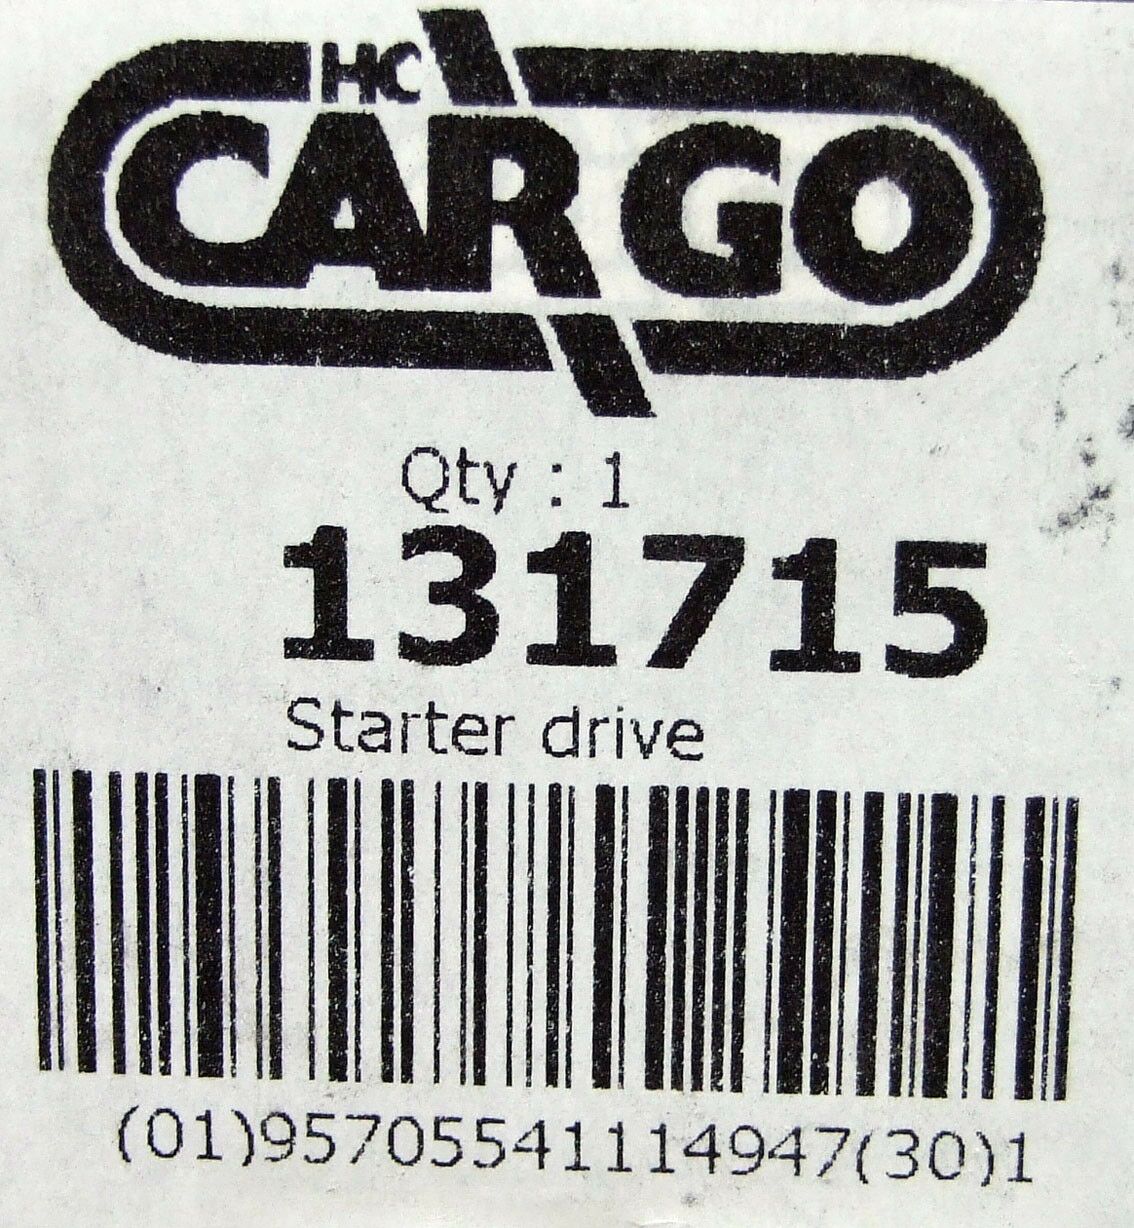 HC
CARGO
Qty : 1
131715
Starter drive
(01)95705541114947(30)1